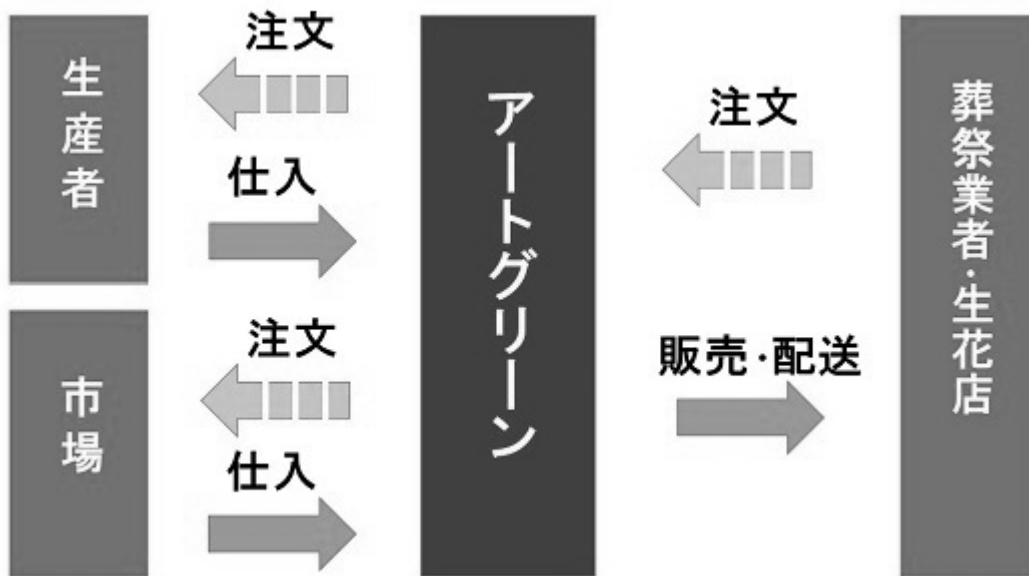 生産者
注文
仕入
市場
注文
仕入
アートグリーン
注文
販売・配送
葬祭業者・生花店